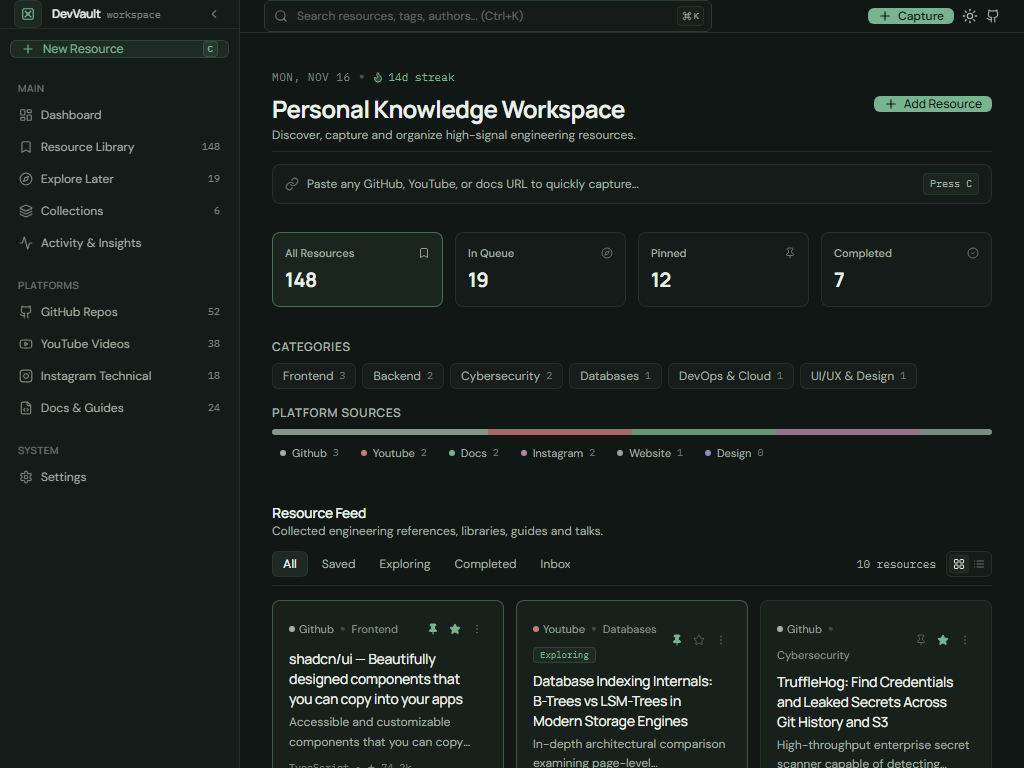 DevVault workspace
New Resource C
MAIN
Dashboard
Resource Library 148
Explore Later 19
Collections 6
Activity & Insights
PLATFORMS
GitHub Repos 52
YouTube Videos 38
Instagram Technical 18
Docs & Guides 24
SYSTEM
Settings
Search resources, tags, authors... (Ctrl+K) ⌘K
+ Capture
MON, NOV 16 • 14d streak
Personal Knowledge Workspace
+ Add Resource
Discover, capture and organize high-signal engineering resources.
Paste any GitHub, YouTube, or docs URL to quickly capture... Press C
All Resources
148
In Queue
19
Pinned
12
Completed
7
CATEGORIES
Frontend 3 Backend 2 Cybersecurity 2 Databases 1 DevOps & Cloud 1 UI/UX & Design 1
PLATFORM SOURCES
Github 3 Youtube 2 Docs 2 Instagram 2 Website 1 Design 0
Resource Feed
Collected engineering references, libraries, guides and talks.
All Saved Exploring Completed Inbox 10 resources
Github • Frontend
shadcn/ui — Beautifully
designed components that
you can copy into your apps
Accessible and customizable
components that you can copy...
TypeScript • ★ 74.2k
Youtube • Databases
Exploring
Database Indexing Internals:
B-Trees vs LSM-Trees in
Modern Storage Engines
In-depth architectural comparison
examining page-level...
Github •
Cybersecurity
TruffleHog: Find Credentials
and Leaked Secrets Across
Git History and S3
High-throughput enterprise secret
scanner capable of detecting...